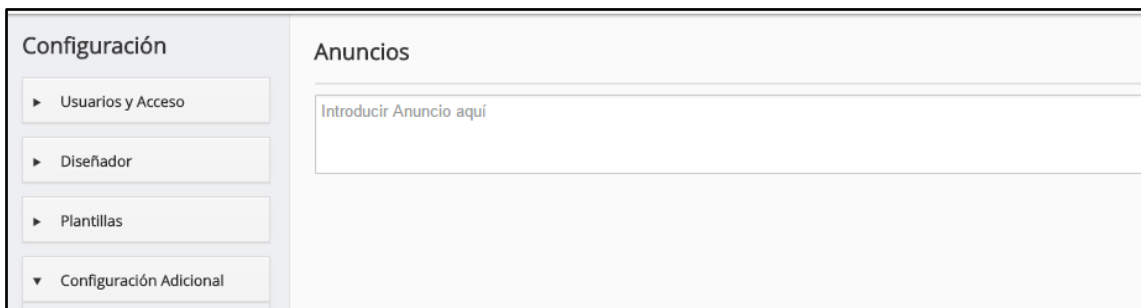 Configuración
Usuarios y Acceso
Diseñador
Plantillas
Configuración Adicional
Anuncios
Introducir Anuncio aquí